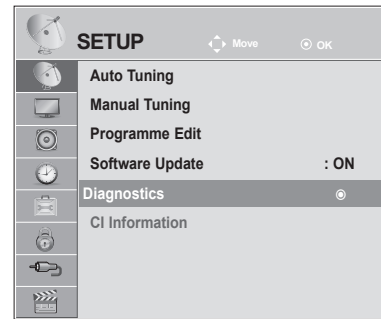 SETUP Move OK
Auto Tuning
Manual Tuning
Programme Edit
Software Update : ON
Diagnostics
CI Information